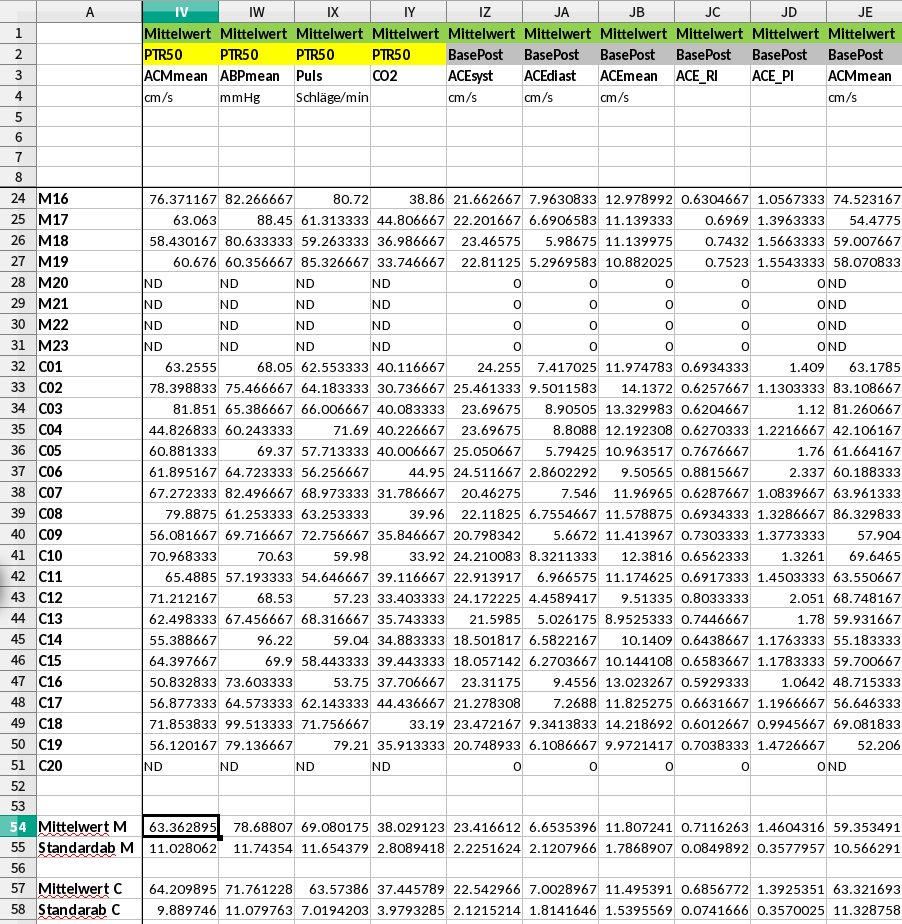 A IV IW IX IY IZ JA JB JC JD JE
1 Mittelwert Mittelwert Mittelwert Mittelwert Mittelwert Mittelwert Mittelwert Mittelwert Mittelwert Mittelwert
2 PTR50 PTR50 PTR50 PTR50 BasePost BasePost BasePost BasePost BasePost BasePost
3 ACMmean ABPmean Puls CO2 ACEsyst ACEdiast ACEmean ACE_RI ACE_PI ACMmean
4 cm/s mmHg Schläge/min cm/s cm/s cm/s cm/s
5
6
7
8
24 M16 76.371167 82.266667 80.72 38.86 21.662667 7.9630833 12.978992 0.6304667 1.0567333 74.523167
25 M17 63.063 88.45 61.313333 44.806667 22.201667 6.6906583 11.139333 0.6969 1.3963333 54.4775
26 M18 58.430167 80.633333 59.263333 36.986667 23.46575 5.98675 11.139975 0.7432 1.5663333 59.007667
27 M19 60.676 60.356667 85.326667 33.746667 22.81125 5.2969583 10.882025 0.7523 1.5543333 58.070833
28 M20 ND ND ND ND 0 0 0 0 0 ND
29 M21 ND ND ND ND 0 0 0 0 0 ND
30 M22 ND ND ND ND 0 0 0 0 0 ND
31 M23 ND ND ND ND 0 0 0 0 0 ND
32 C01 63.2555 68.05 62.553333 40.116667 24.255 7.417025 11.974783 0.6934333 1.409 63.1785
33 C02 78.398833 75.466667 64.183333 30.736667 25.461333 9.5011583 14.1372 0.6257667 1.1303333 83.108667
34 C03 81.851 65.386667 66.006667 40.083333 23.69675 8.90505 13.329983 0.6204667 1.12 81.260667
35 C04 44.826833 60.243333 71.69 40.226667 23.69675 8.8088 12.192308 0.6270333 1.2216667 42.106167
36 C05 60.881333 69.37 57.713333 40.006667 25.050667 5.79425 10.963517 0.7676667 1.76 61.664167
37 C06 61.895167 64.723333 56.256667 44.95 24.511667 2.8602292 9.50565 0.8815667 2.337 60.188333
38 C07 67.272333 82.496667 68.973333 31.786667 20.46275 7.546 11.96965 0.6287667 1.0839667 63.961333
39 C08 79.8875 61.253333 63.253333 39.96 22.11825 6.7554667 11.578875 0.6934333 1.3286667 86.329833
40 C09 56.081667 69.716667 72.756667 35.846667 20.798342 5.6672 11.413967 0.7303333 1.3773333 57.904
41 C10 70.968333 70.63 59.98 33.92 24.210083 8.3211333 12.3816 0.6562333 1.3261 69.6465
42 C11 65.4885 57.193333 54.646667 39.116667 22.913917 6.966575 11.174625 0.6917333 1.4503333 63.550667
43 C12 71.212167 68.53 57.23 33.403333 24.172225 4.4589417 9.51335 0.8033333 2.051 68.748167
44 C13 62.498333 67.456667 68.316667 35.743333 21.5985 5.026175 8.9525333 0.7446667 1.78 59.931667
45 C14 55.388667 96.22 59.04 34.883333 18.501817 6.5822167 10.1409 0.6438667 1.1763333 55.183333
46 C15 64.397667 69.9 58.443333 39.443333 18.057142 6.2703667 10.144108 0.6583667 1.1783333 59.700667
47 C16 50.832833 73.603333 53.75 37.706667 23.31175 9.4556 13.023267 0.5929333 1.0642 48.715333
48 C17 56.877333 64.573333 62.143333 44.436667 21.278308 7.2688 11.825275 0.6631667 1.1966667 56.646333
49 C18 71.853833 99.513333 71.756667 33.19 23.472167 9.3413833 14.218692 0.6012667 0.9945667 69.081833
50 C19 56.120167 79.136667 79.21 35.913333 20.748933 6.1086667 9.9721417 0.7038333 1.4726667 52.206
51 C20 ND ND ND ND 0 0 0 0 0 ND
52
53
54 Mittelwert M 63.362895 78.68807 69.080175 38.029123 23.416612 6.6535396 11.807241 0.7116263 1.4604316 59.353491
55 Standardab M 11.028062 11.74354 11.654379 2.8089418 2.2251624 2.1207966 1.7868907 0.0849892 0.3577957 10.566291
56
57 Mittelwert C 64.209895 71.761228 63.57386 37.445789 22.542966 7.0028967 11.495391 0.6856772 1.3925351 63.321693
58 Standarab C 9.889746 11.079763 7.0194203 3.9793285 2.1215214 1.8141646 1.5395569 0.0741666 0.3570025 11.328758